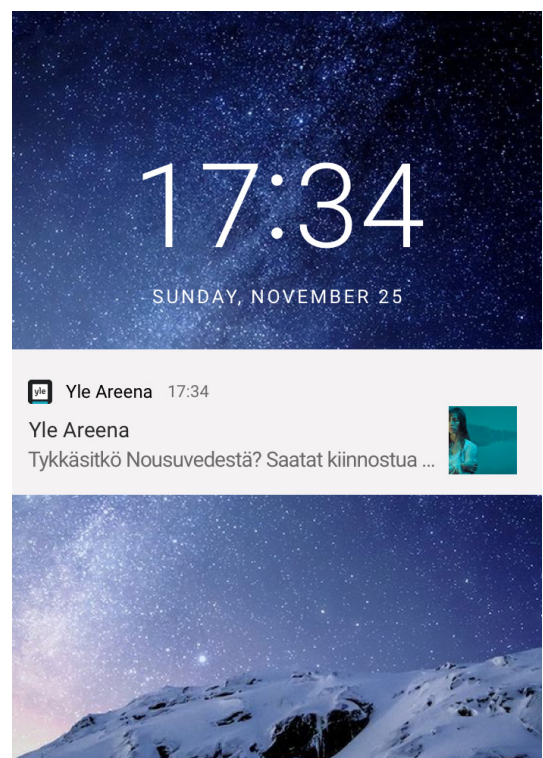 17:34
SUNDAY, NOVEMBER 25
yle Yle Areena 17:34
Yle Areena
Tykkäsitkö Nousuvedestä? Saatat kiinnostua ...